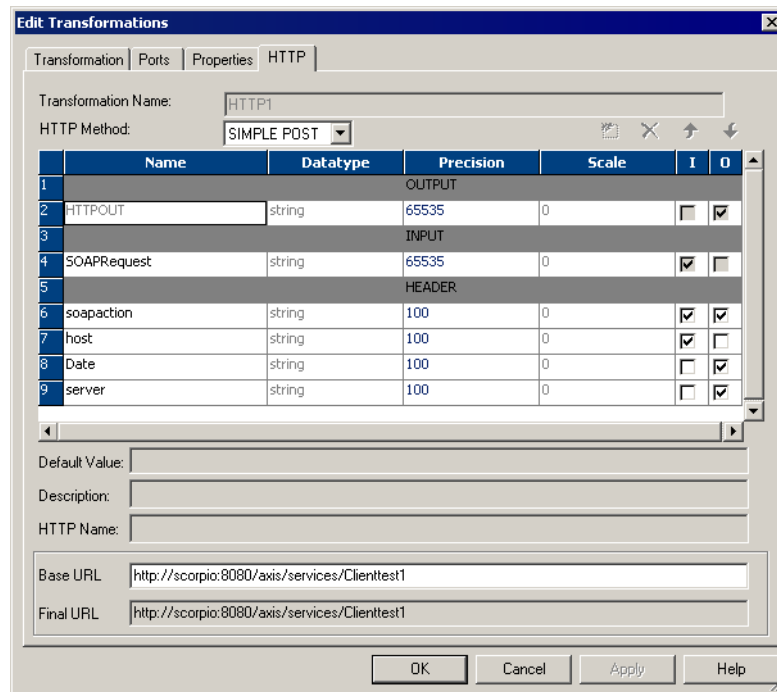 Edit Transformations
Transformation Ports Properties HTTP
Transformation Name: HTTP1
HTTP Method: SIMPLE POST
Name Datatype Precision Scale I O
1 OUTPUT
2 HTTPOUT string 65535 0
3 INPUT
4 SOAPRequest string 65535 0
5 HEADER
6 soapaction string 100 0
7 host string 100 0
8 Date string 100 0
9 server string 100 0
Default Value:
Description:
HTTP Name:
Base URL http://scorpio:8080/axis/services/Clienttest1
Final URL http://scorpio:8080/axis/services/Clienttest1
OK Cancel Apply Help